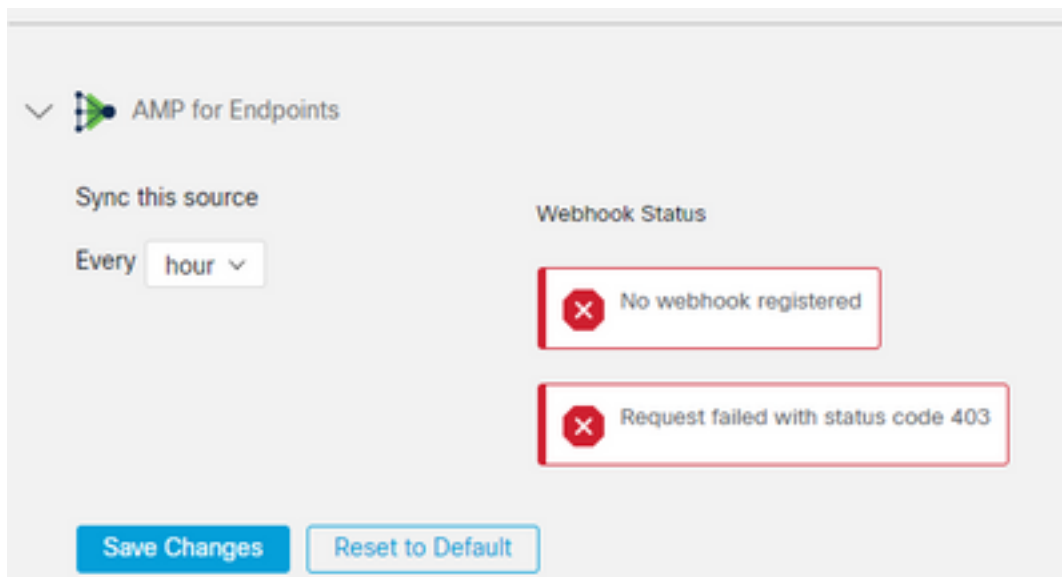 AMP for Endpoints
Sync this source
Every hour
Webhook Status
No webhook registered
Request failed with status code 403
Save Changes
Reset to Default